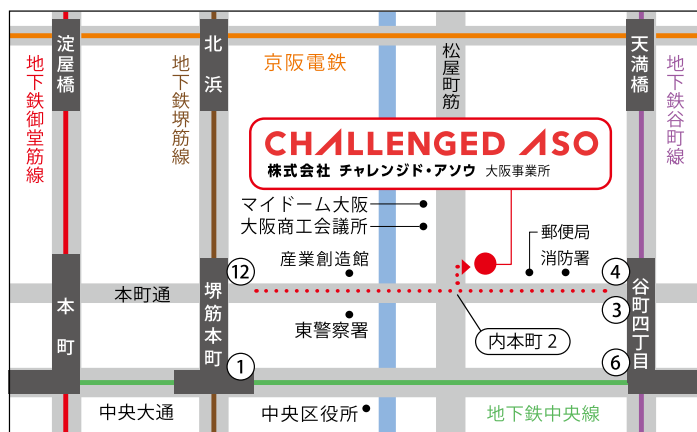 淀屋橋
北浜
天満橋
京阪電鉄
松屋町筋
地下鉄御堂筋線
地下鉄堺筋線
地下鉄谷町線
CHALLENGED ASO
株式会社 チャレンジド・アソウ 大阪事業所
マイドーム大阪
大阪商工会議所
郵便局
消防署
産業創造館
12
4
本町通
本町
堺筋本町
谷町四丁目
3
東警察署
内本町2
1
6
中央大通
中央区役所
地下鉄中央線